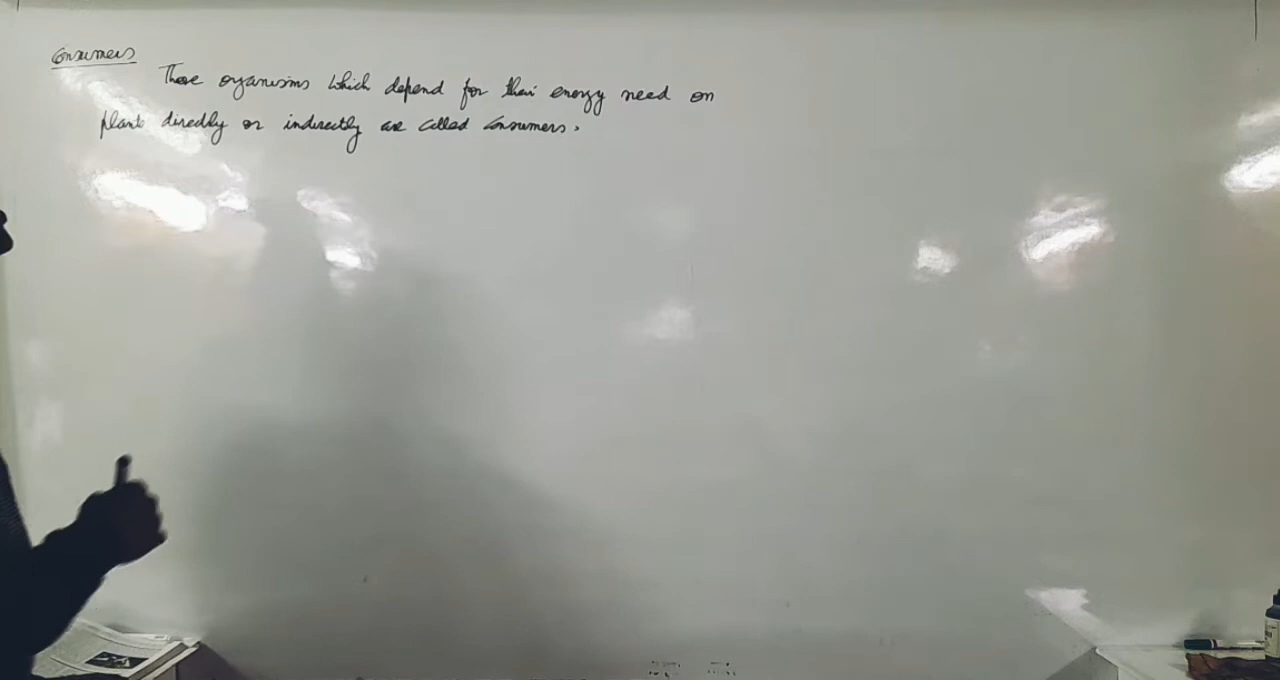 Consumers
Those organisms which depend for their energy need on
plants directly or indirectly are called consumers.